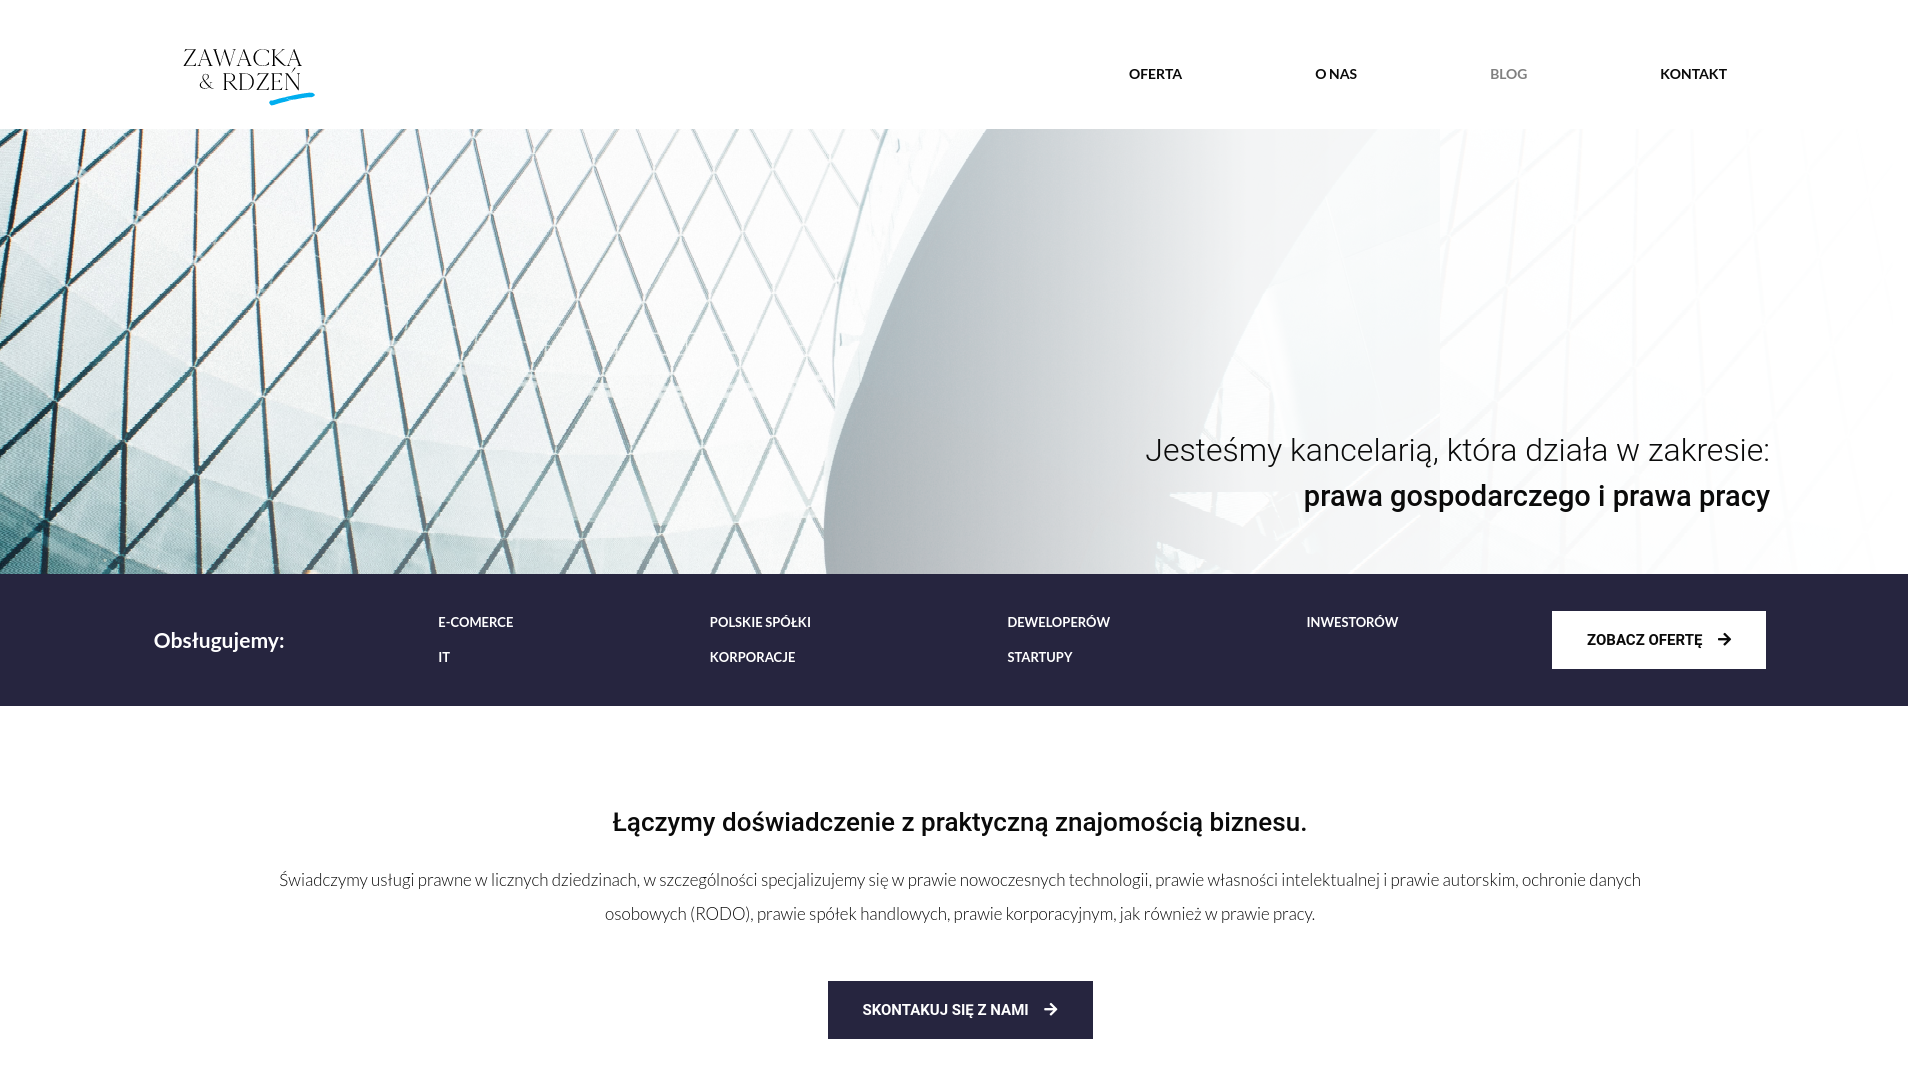 ZAWACKA
& RDZEŃ
OFERTA
O NAS
BLOG
KONTAKT
Jesteśmy kancelarią, która działa w zakresie:
prawa gospodarczego i prawa pracy
Obsługujemy:
E-COMERCE
IT
POLSKIE SPÓŁKI
KORPORACJE
DEWELOPERÓW
STARTUPY
INWESTORÓW
ZOBACZ OFERTĘ
Łączymy doświadczenie z praktyczną znajomością biznesu.
Świadczymy usługi prawne w licznych dziedzinach, w szczególności specjalizujemy się w prawie nowoczesnych technologii, prawie własności intelektualnej i prawie autorskim, ochronie danych
osobowych (RODO), prawie spółek handlowych, prawie korporacyjnym, jak również w prawie pracy.
SKONTAKUJ SIĘ Z NAMI